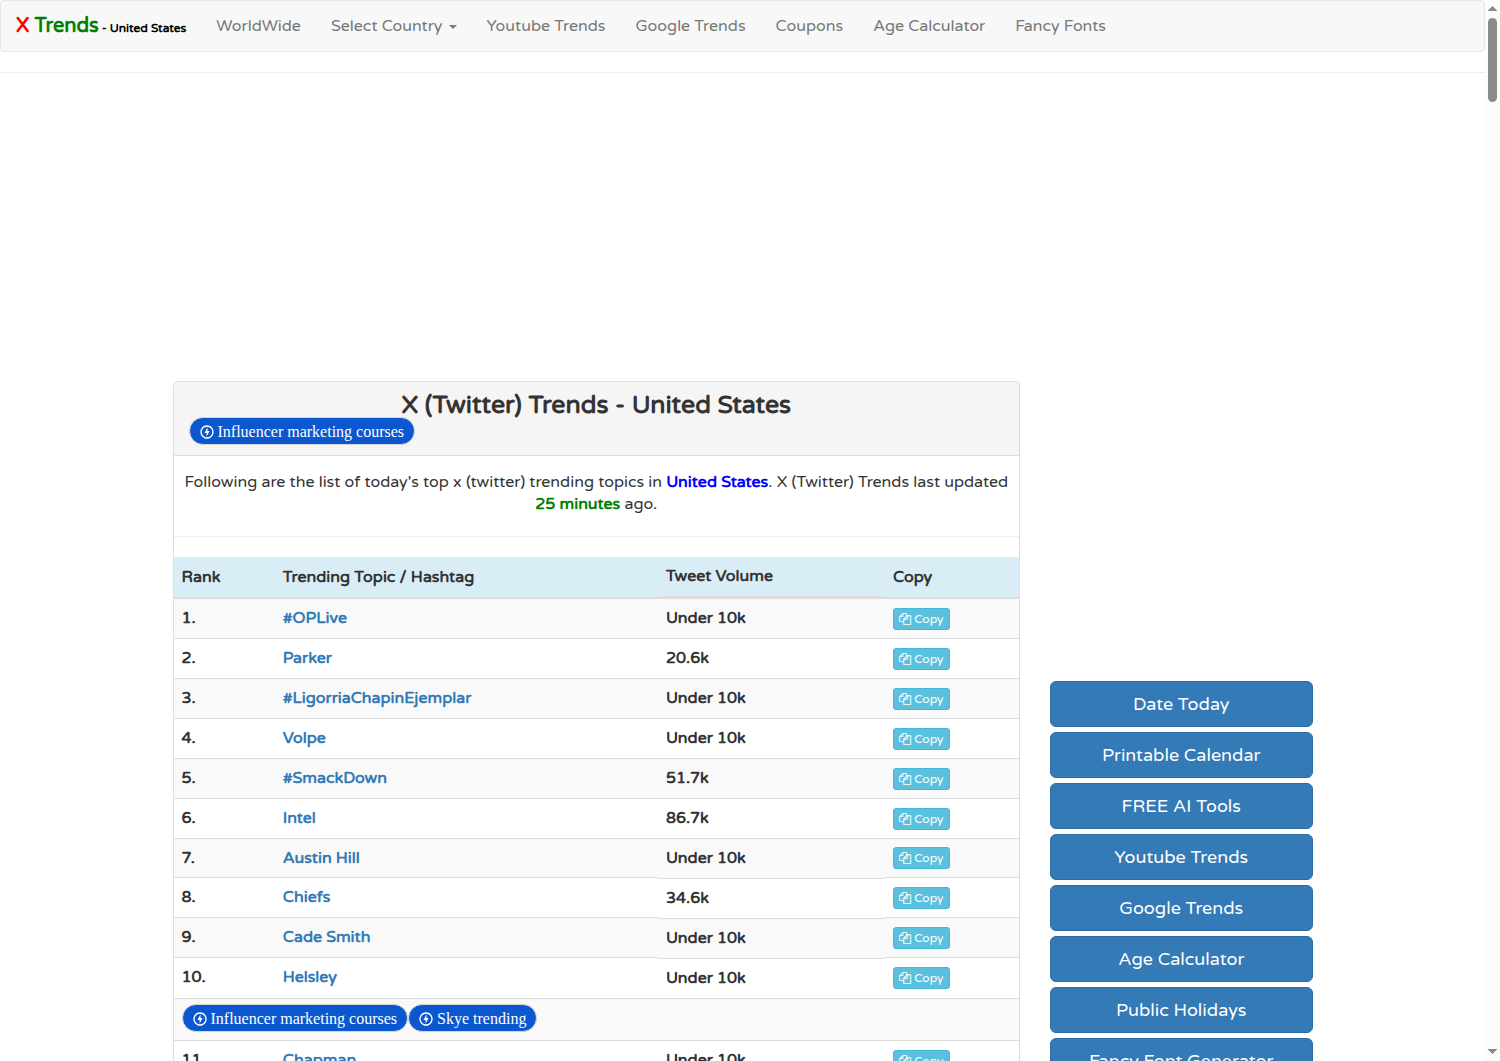 X Trends - United States WorldWide Select Country Youtube Trends Google Trends Coupons Age Calculator Fancy Fonts
X (Twitter) Trends - United States
Influencer marketing courses
Following are the list of today's top x (twitter) trending topics in United States. X (Twitter) Trends last updated
25 minutes ago.
Rank Trending Topic / Hashtag Tweet Volume Copy
1. #OPLive Under 10k Copy
2. Parker 20.6k Copy
3. #LigorriaChapinEjemplar Under 10k Copy
4. Volpe Under 10k Copy
5. #SmackDown 51.7k Copy
6. Intel 86.7k Copy
7. Austin Hill Under 10k Copy
8. Chiefs 34.6k Copy
9. Cade Smith Under 10k Copy
10. Helsley Under 10k Copy
Influencer marketing courses Skye trending
11. Chapman Under 10k Copy
Date Today
Printable Calendar
FREE AI Tools
Youtube Trends
Google Trends
Age Calculator
Public Holidays
Fancy Font Generator